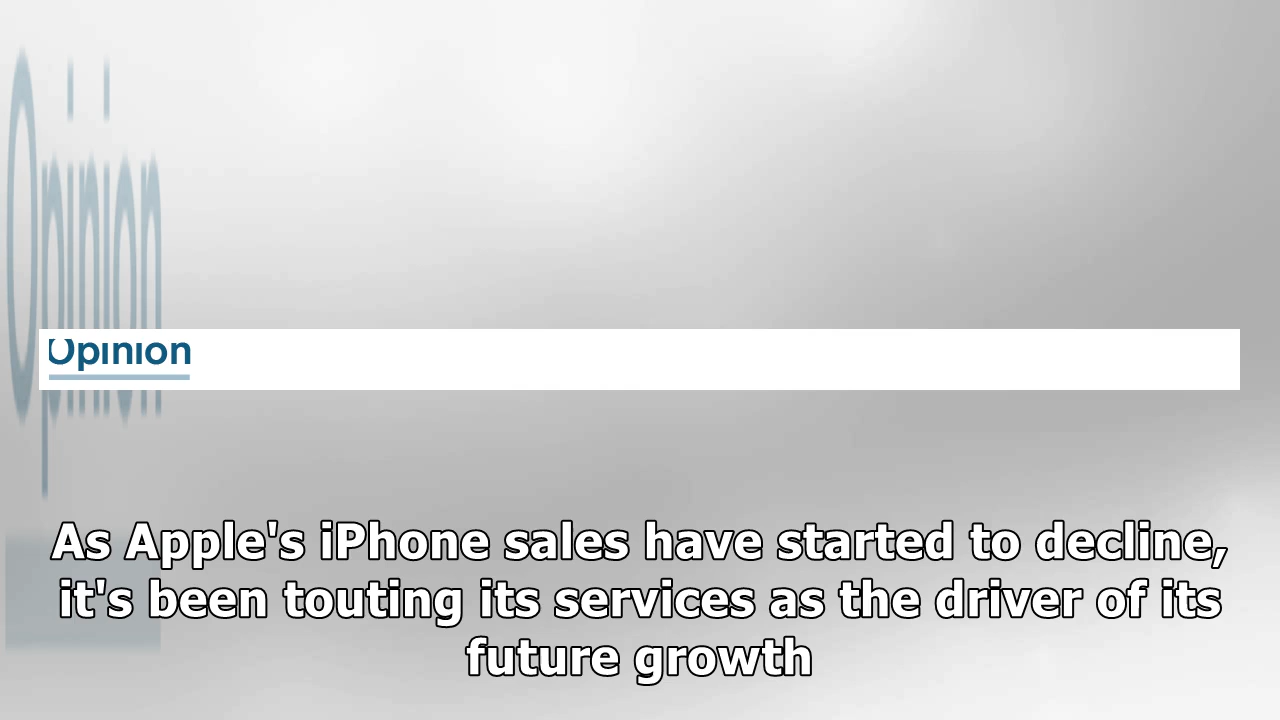 Opinion
Opinion
As Apple's iPhone sales have started to decline,
it's been touting its services as the driver of its
future growth